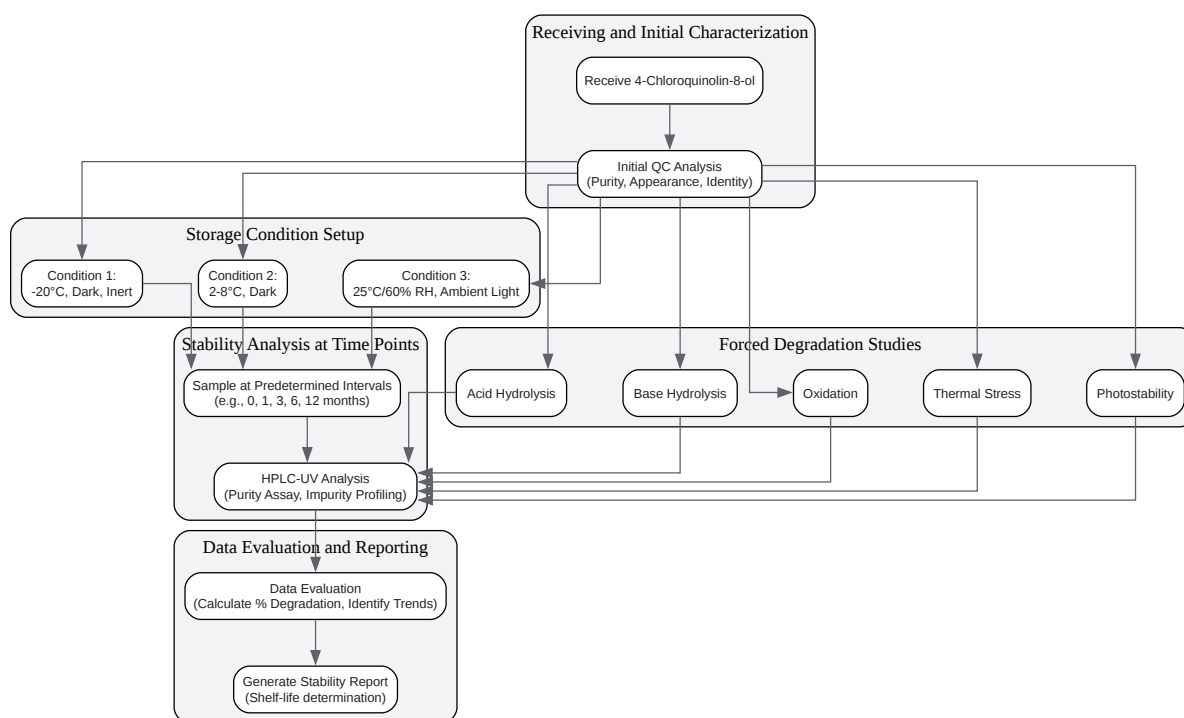 Receiving and Initial Characterization
Receive 4-Chloroquinolin-8-ol
Initial QC Analysis
(Purity, Appearance, Identity)
Storage Condition Setup
Condition 1:
-20°C, Dark, Inert
Condition 2:
2-8°C, Dark
Condition 3:
25°C/60% RH, Ambient Light
Stability Analysis at Time Points
Forced Degradation Studies
Sample at Predetermined Intervals
(e.g., 0, 1, 3, 6, 12 months)
Acid Hydrolysis
Base Hydrolysis
Oxidation
Thermal Stress
Photostability
HPLC-UV Analysis
(Purity Assay, Impurity Profiling)
Data Evaluation and Reporting
Data Evaluation
(Calculate % Degradation, Identify Trends)
Generate Stability Report
(Shelf-life determination)